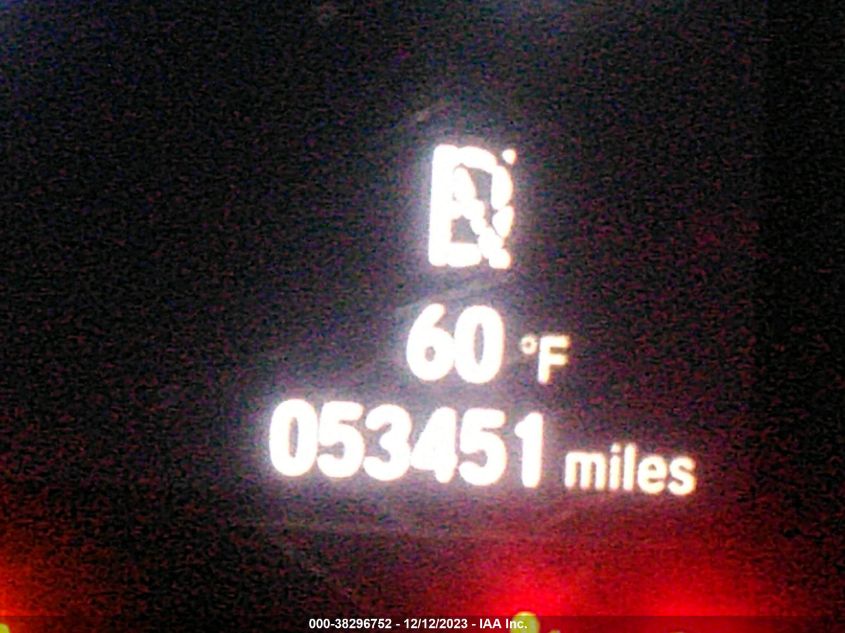 60 °F
053451 miles
000-38296752 - 12/12/2023 - IAA Inc.